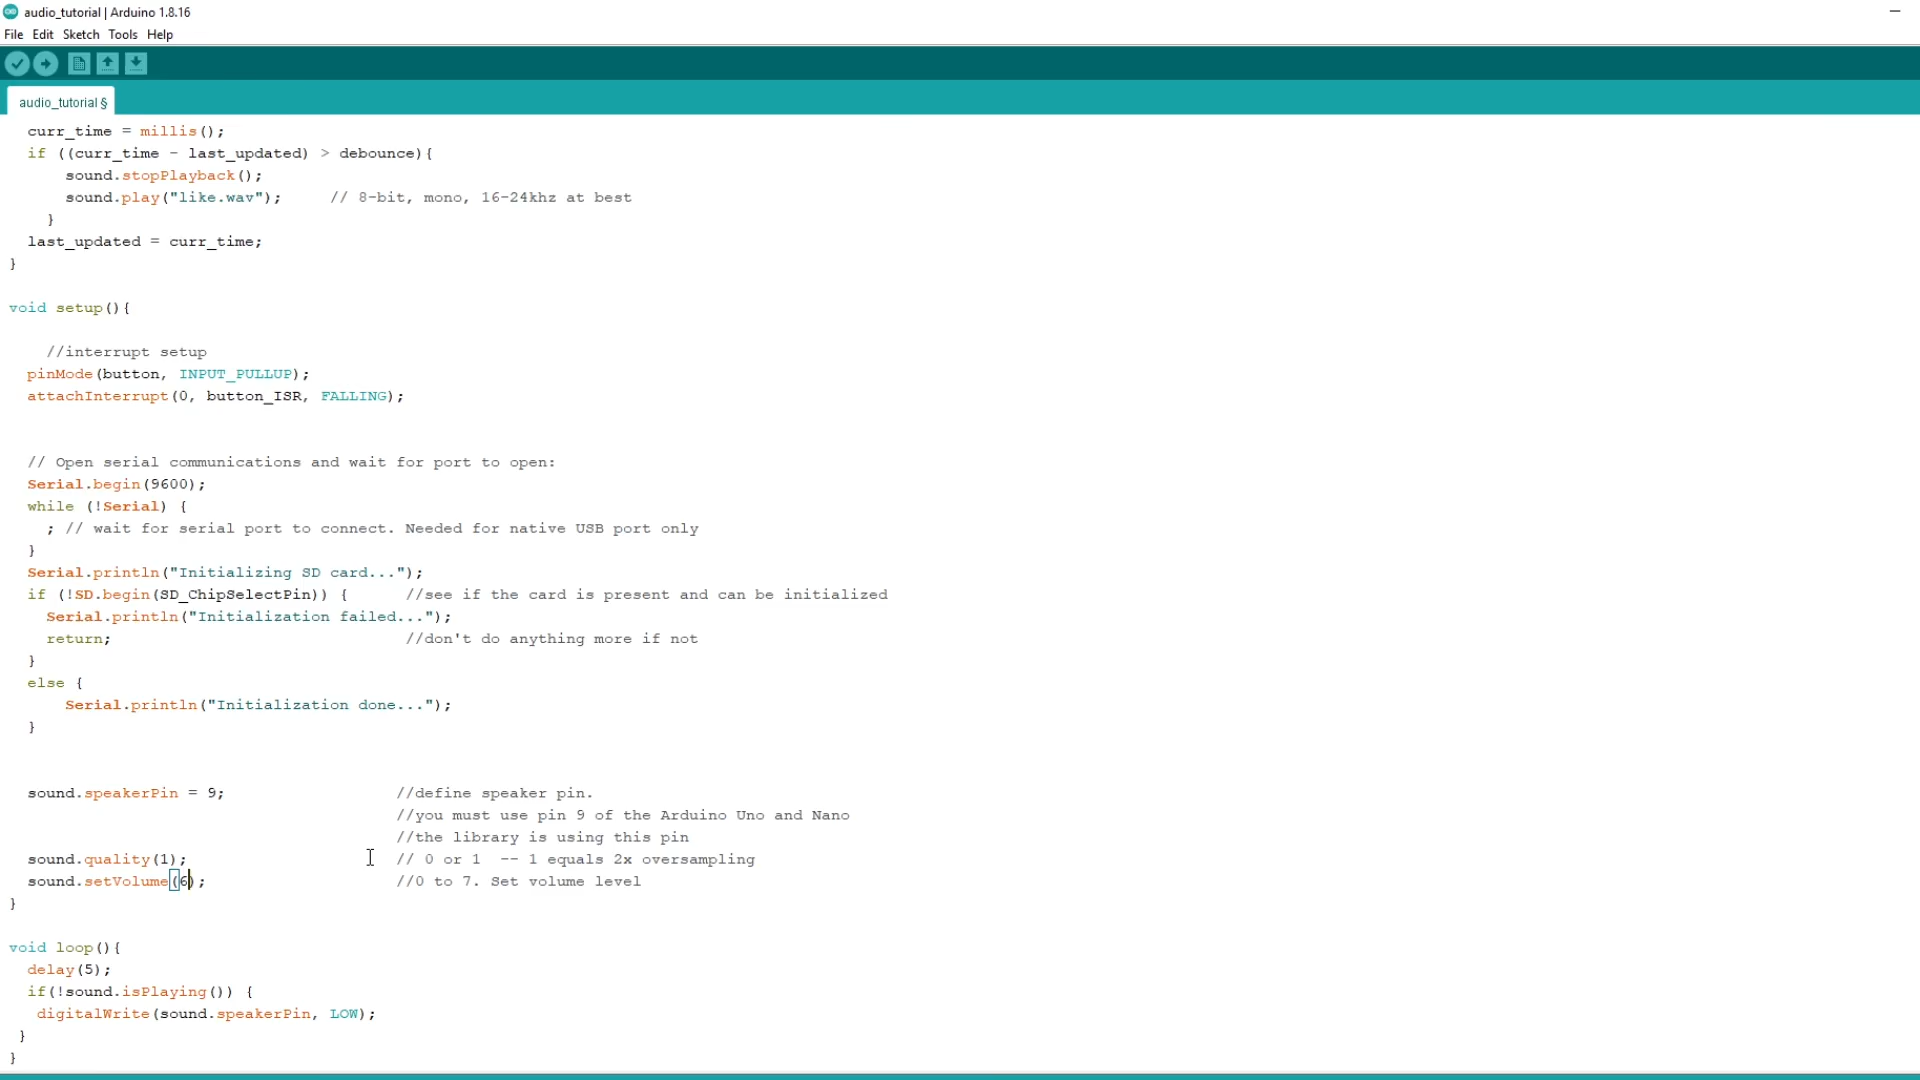 audio_tutorial | Arduino 1.8.16
File Edit Sketch Tools Help
audio_tutorial §
curr_time = millis();
if ((curr_time - last_updated) > debounce){
sound.stopPlayback();
sound.play("like.wav"); // 8-bit, mono, 16-24khz at best
}
last_updated = curr_time;
}
void setup(){
//interrupt setup
pinMode(button, INPUT_PULLUP);
attachInterrupt(0, button_ISR, FALLING);
// Open serial communications and wait for port to open:
Serial.begin(9600);
while (!Serial) {
; // wait for serial port to connect. Needed for native USB port only
}
Serial.println("Initializing SD card...");
if (!SD.begin(SD_ChipSelectPin)) { //see if the card is present and can be initialized
Serial.println("Initialization failed...");
return; //don't do anything more if not
}
else {
Serial.println("Initialization done...");
}
sound.speakerPin = 9; //define speaker pin.
//you must use pin 9 of the Arduino Uno and Nano
//the library is using this pin
sound.quality(1); // 0 or 1 -- 1 equals 2x oversampling
sound.setVolume(6); //0 to 7. Set volume level
}
void loop(){
delay(5);
if(!sound.isPlaying()) {
digitalWrite(sound.speakerPin, LOW);
}
}